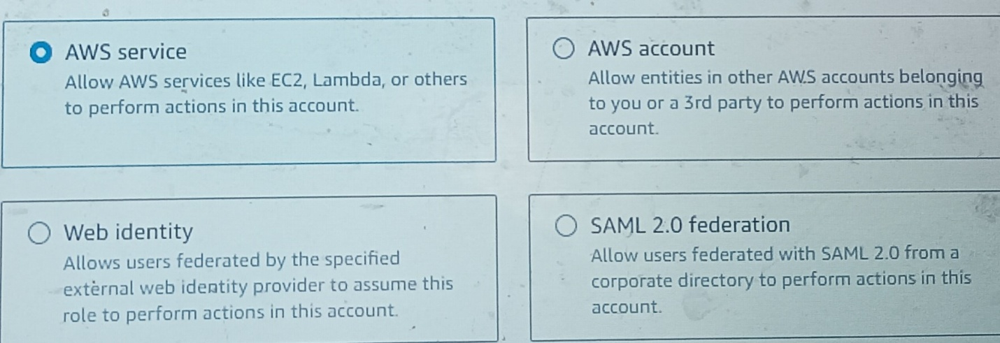 AWS service
Allow AWS services like EC2, Lambda, or others
to perform actions in this account.
AWS account
Allow entities in other AWS accounts belonging
to you or a 3rd party to perform actions in this
account.
Web identity
Allows users federated by the specified
external web identity provider to assume this
role to perform actions in this account.
SAML 2.0 federation
Allow users federated with SAML 2.0 from a
corporate directory to perform actions in this
account.